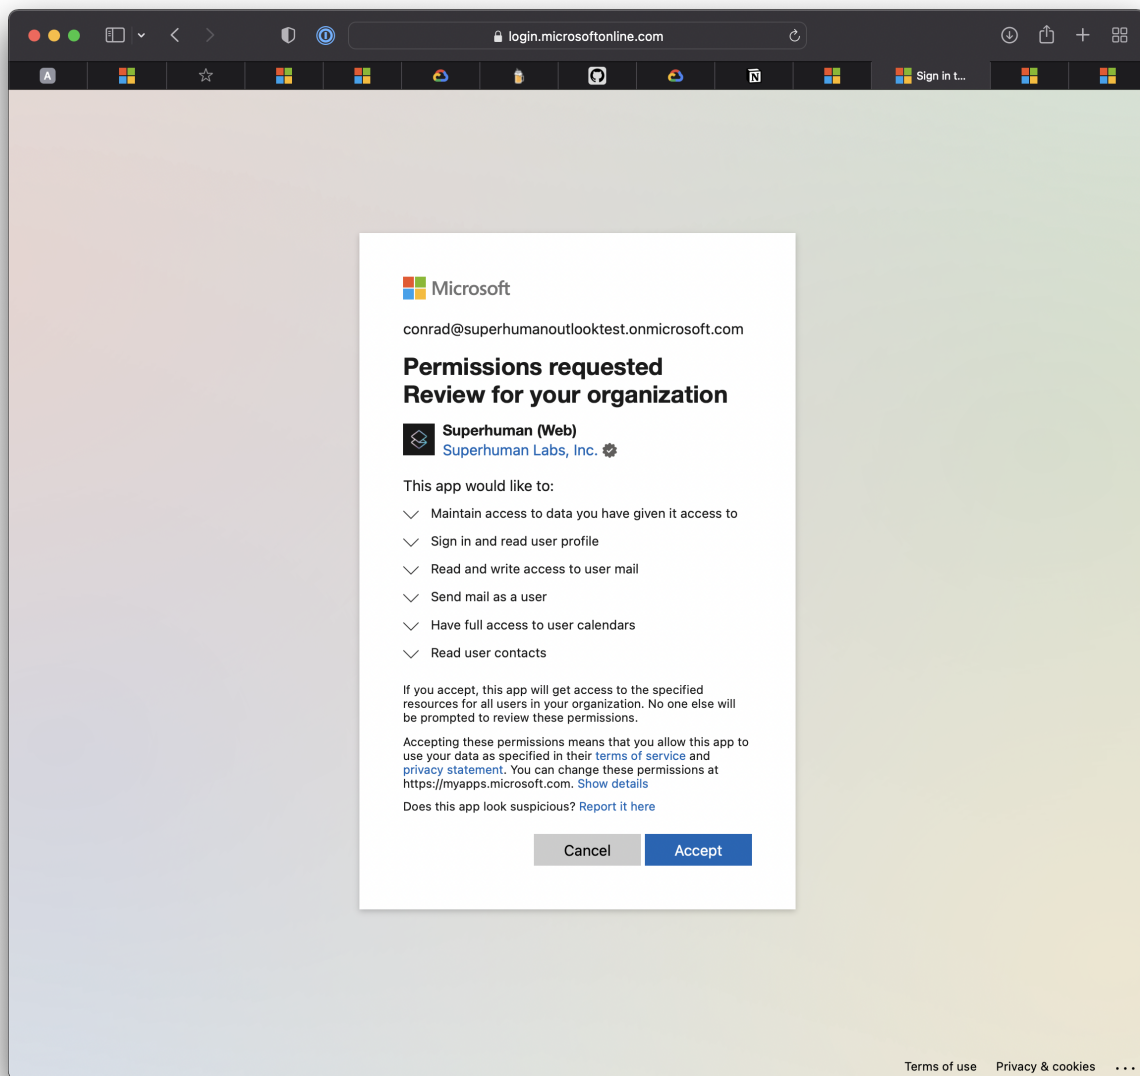 login.microsoftonline.com
A
N
Sign in t...
Microsoft
conrad@superhumanoutlooktest.onmicrosoft.com
Permissions requested
Review for your organization
Superhuman (Web)
Superhuman Labs, Inc.
This app would like to:
Maintain access to data you have given it access to
Sign in and read user profile
Read and write access to user mail
Send mail as a user
Have full access to user calendars
Read user contacts
If you accept, this app will get access to the specified
resources for all users in your organization. No one else will
be prompted to review these permissions.
Accepting these permissions means that you allow this app to
use your data as specified in their terms of service and
privacy statement. You can change these permissions at
https://myapps.microsoft.com. Show details
Does this app look suspicious? Report it here
Cancel Accept
Terms of use Privacy & cookies ...